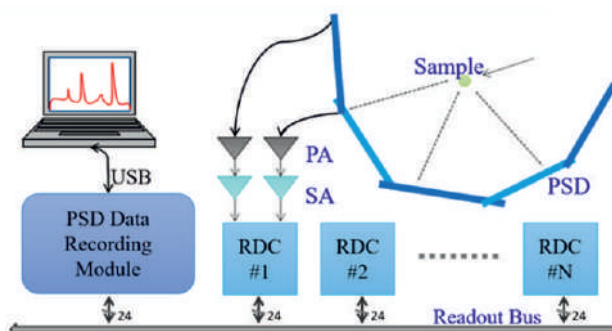 Sample
PA
USB
SA
PSD
PSD Data
Recording
Module
RDC
#1
RDC
#2
RDC
#N
24
24
24
24
Readout Bus